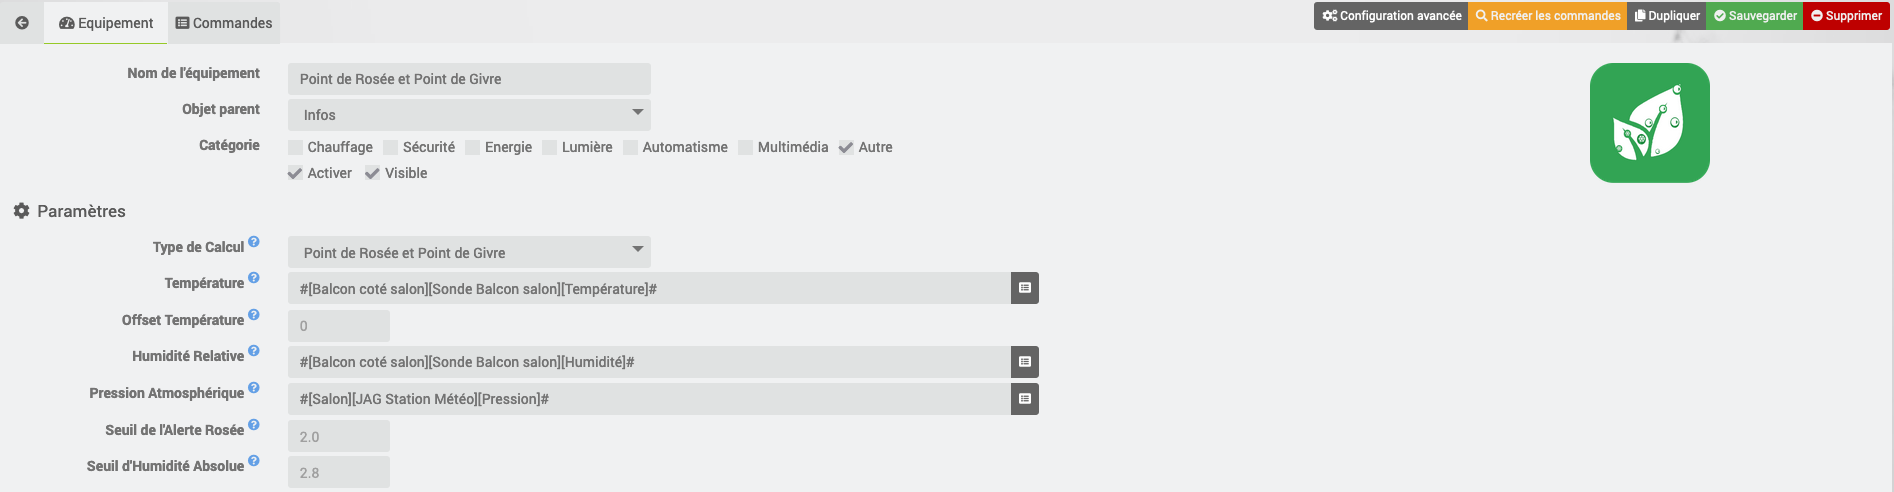 Equipement Commandes Configuration avancée Recréer les commandes Dupliquer Sauvegarder Supprimer
Nom de l'équipement Point de Rosée et Point de Givre
Objet parent Infos
Catégorie Chauffage Sécurité Energie Lumière Automatisme Multimédia Autre
Activer Visible
Paramètres
Type de Calcul ? Point de Rosée et Point de Givre
Température ? #[Balcon coté salon][Sonde Balcon salon][Température]#
Offset Température ? 0
Humidité Relative ? #[Balcon coté salon][Sonde Balcon salon][Humidité]#
Pression Atmosphérique ? #[Salon][JAG Station Météo][Pression]#
Seuil de l'Alerte Rosée ? 2.0
Seuil d'Humidité Absolue ? 2.8